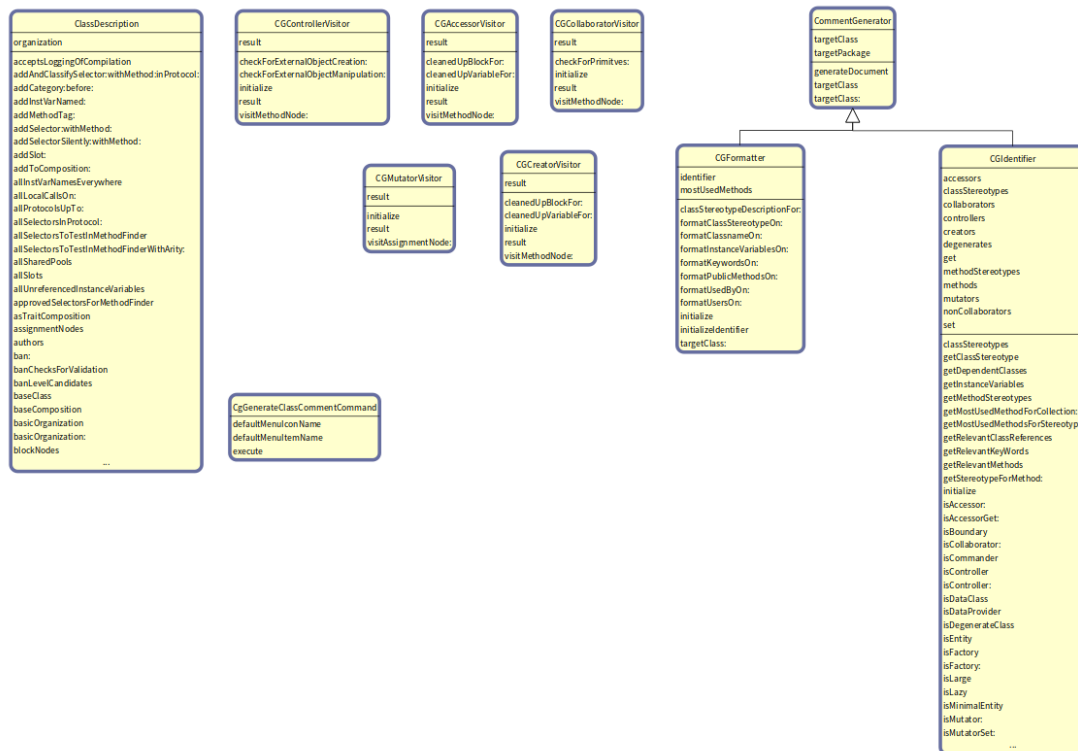 ClassDescription
organization
acceptsLoggingOfCompilation
addAndClassifySelector:withMethod:inProtocol:
addCategory:before:
addInstVarNamed:
addMethodTag:
addSelector:withMethod:
addSelectorSilently:withMethod:
addSlot:
addToComposition:
allInstVarNamesEverywhere
allLocalCallsOn:
allProtocolsUpTo:
allSelectorsInProtocol:
allSelectorsToTestInMethodFinder
allSelectorsToTestInMethodFinderWithArity:
allSharedPools
allSlots
allUnreferencedInstanceVariables
approvedSelectorsForMethodFinder
asTraitComposition
assignmentNodes
authors
ban:
banChecksForValidation
banLevelCandidates
baseClass
baseComposition
basicOrganization
basicOrganization:
blockNodes
...
CGControllerVisitor
result
checkForExternalObjectCreation:
checkForExternalObjectManipulation:
initialize
result
visitMethodNode:
CGAccessorVisitor
result
cleanedUpBlockFor:
cleanedUpVariableFor:
initialize
result
visitMethodNode:
CGCollaboratorVisitor
result
checkForPrimitves:
initialize
result
visitMethodNode:
CommentGenerator
targetClass
targetPackage
generateDocument
targetClass
targetClass:
CGMutatorVisitor
result
initialize
result
visitAssignmentNode:
CGCreatorVisitor
result
cleanedUpBlockFor:
cleanedUpVariableFor:
initialize
result
visitMethodNode:
CGFormatter
identifier
mostUsedMethods
classStereotypeDescriptionFor:
formatClassStereotypeOn:
formatClassnameOn:
formatInstanceVariablesOn:
formatKeywordsOn:
formatPublicMethodsOn:
formatUsedByOn:
formatUsersOn:
initialize
initializeIdentifier
targetClass:
CGIdentifier
accessors
classStereotypes
collaborators
controllers
creators
degenerates
get
methodStereotypes
methods
mutators
nonCollaborators
set
classStereotypes
getClassStereotype
getDependentClasses
getInstanceVariables
getMethodStereotypes
getMostUsedMethodForCollection:
getMostUsedMethodsForStereotyp
getRelevantClassReferences
getRelevantKeyWords
getRelevantMethods
getStereotypeForMethod:
initialize
isAccessor:
isAccessorGet:
isBoundary
isCollaborator:
isCommander
isController
isController:
isDataClass
isDataProvider
isDegenerateClass
isEntity
isFactory
isFactory:
isLarge
isLazy
isMinimalEntity
isMutator:
isMutatorSet:
...
CgGenerateClassCommentCommand
defaultMenuIconName
defaultMenuItemName
execute